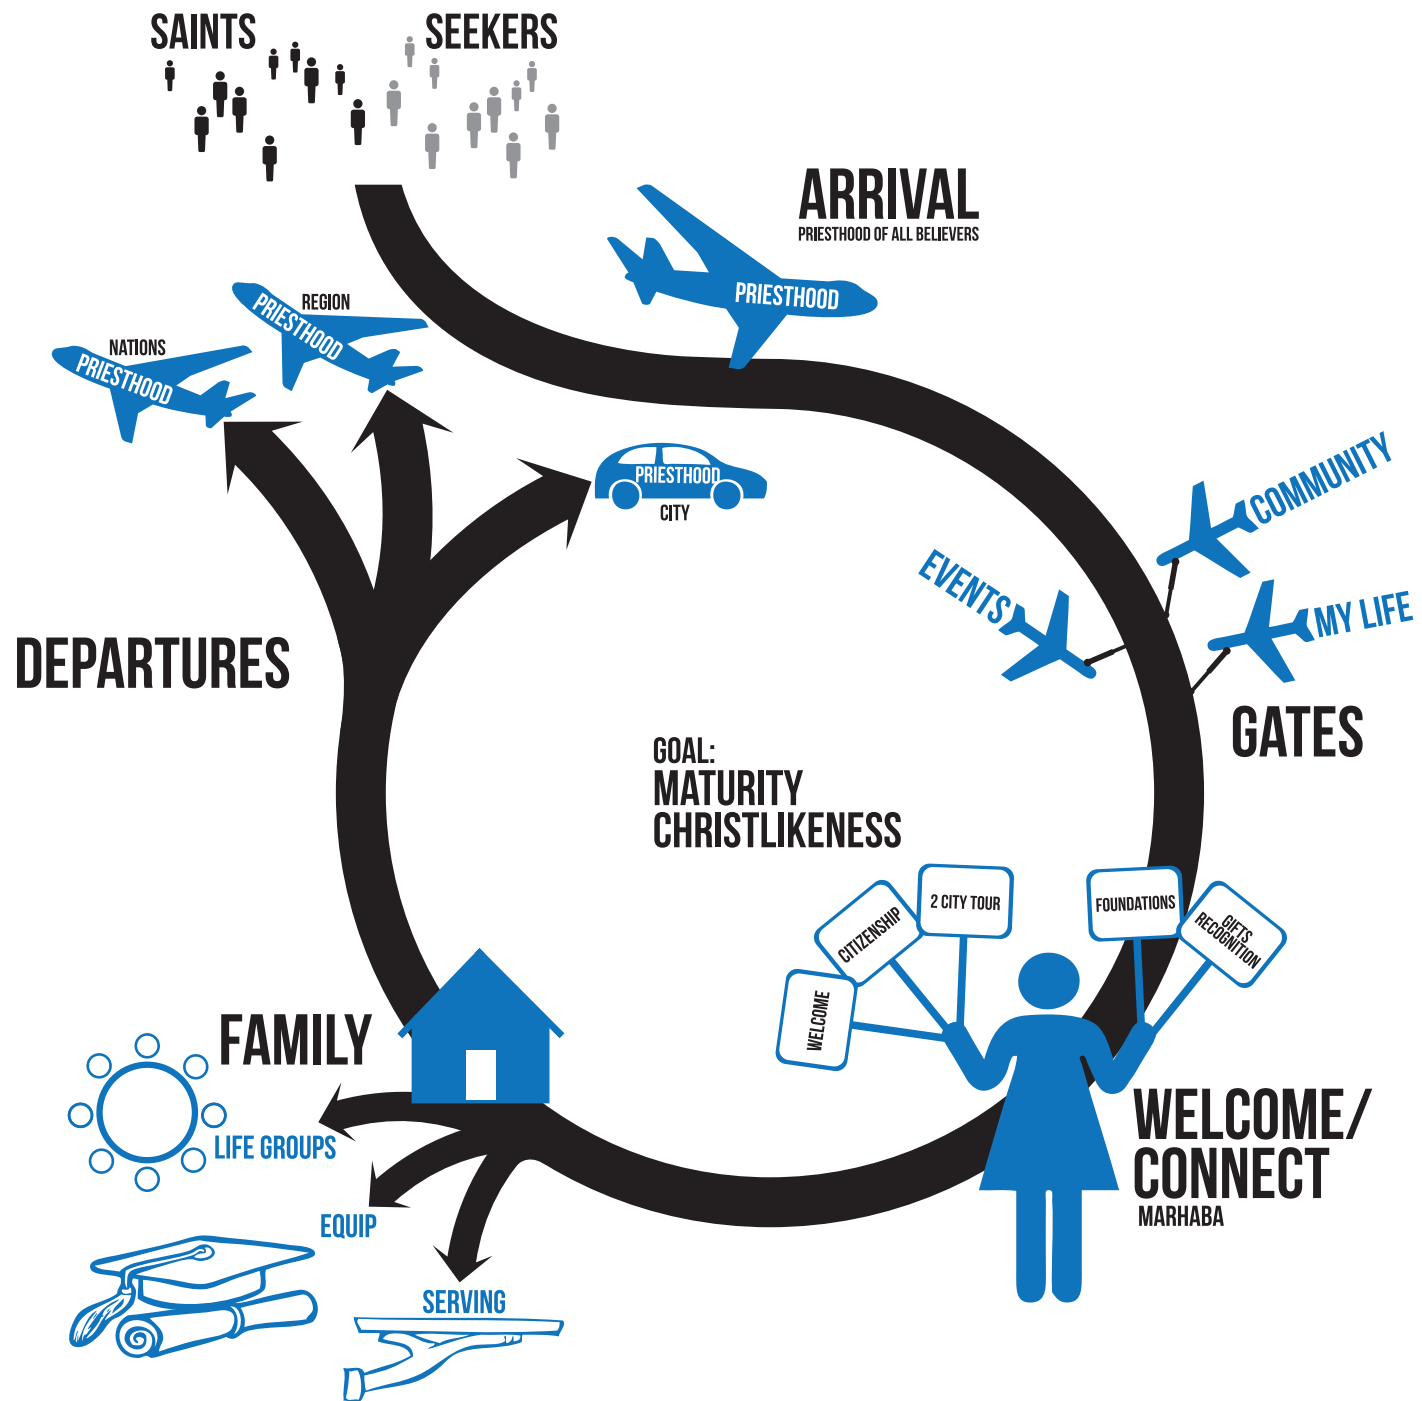 SAINTS
SEEKERS
ARRIVAL
PRIESTHOOD OF ALL BELIEVERS
PRIESTHOOD
REGION
PRIESTHOOD
NATIONS
PRIESTHOOD
PRIESTHOOD
CITY
COMMUNITY
EVENTS
MY LIFE
GATES
DEPARTURES
GOAL:
MATURITY
CHRISTLIKENESS
WELCOME
CITIZENSHIP
2 CITY TOUR
FOUNDATIONS
GIFTS
RECOGNITION
WELCOME/
CONNECT
MARHABA
FAMILY
LIFE GROUPS
EQUIP
SERVING